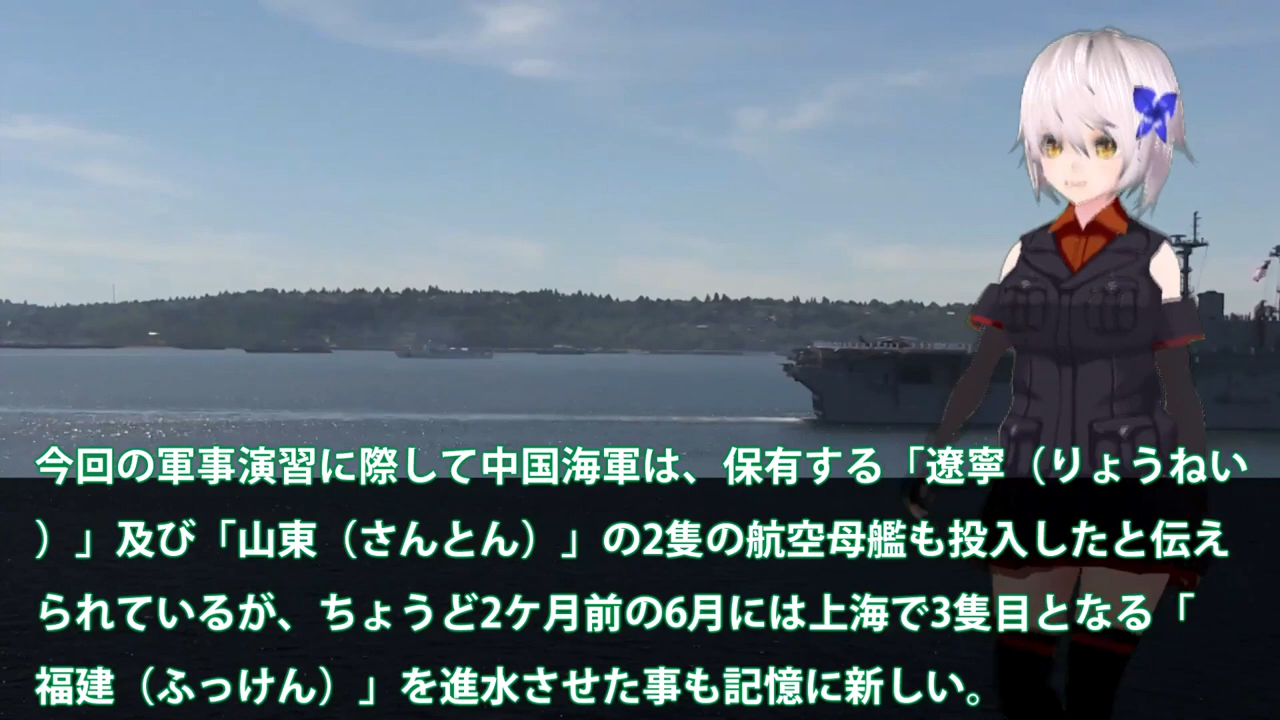 今回の軍事演習に際して中国海軍は、保有する「遼寧（りょうねい
）」及び「山東（さんとん）」の2隻の航空母艦も投入したと伝え
られているが、ちょうど2ケ月前の6月には上海で3隻目となる「
福建（ふっけん）」を進水させた事も記憶に新しい。